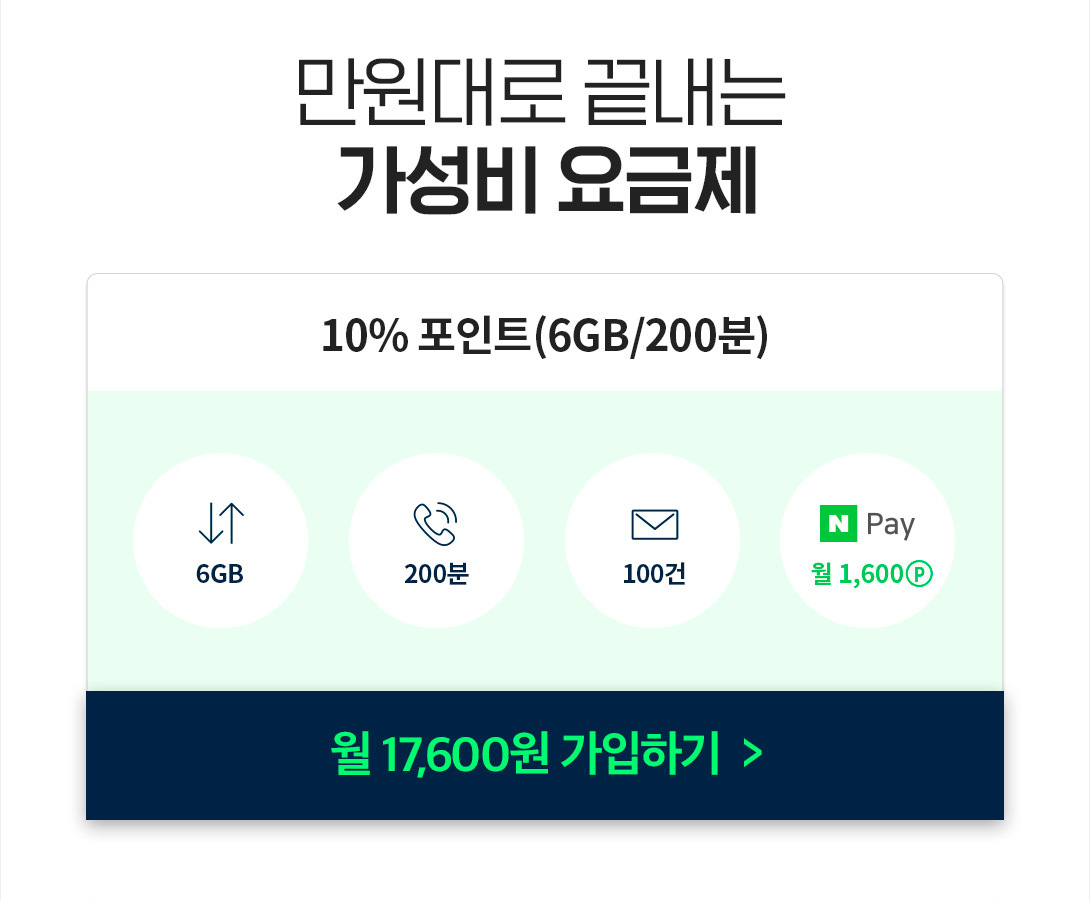 만원대로 끝내는
가성비 요금제
10% 포인트(6GB/200분)
6GB
200분
100건
N Pay
월 1,600Ⓟ
월 17,600원 가입하기 >